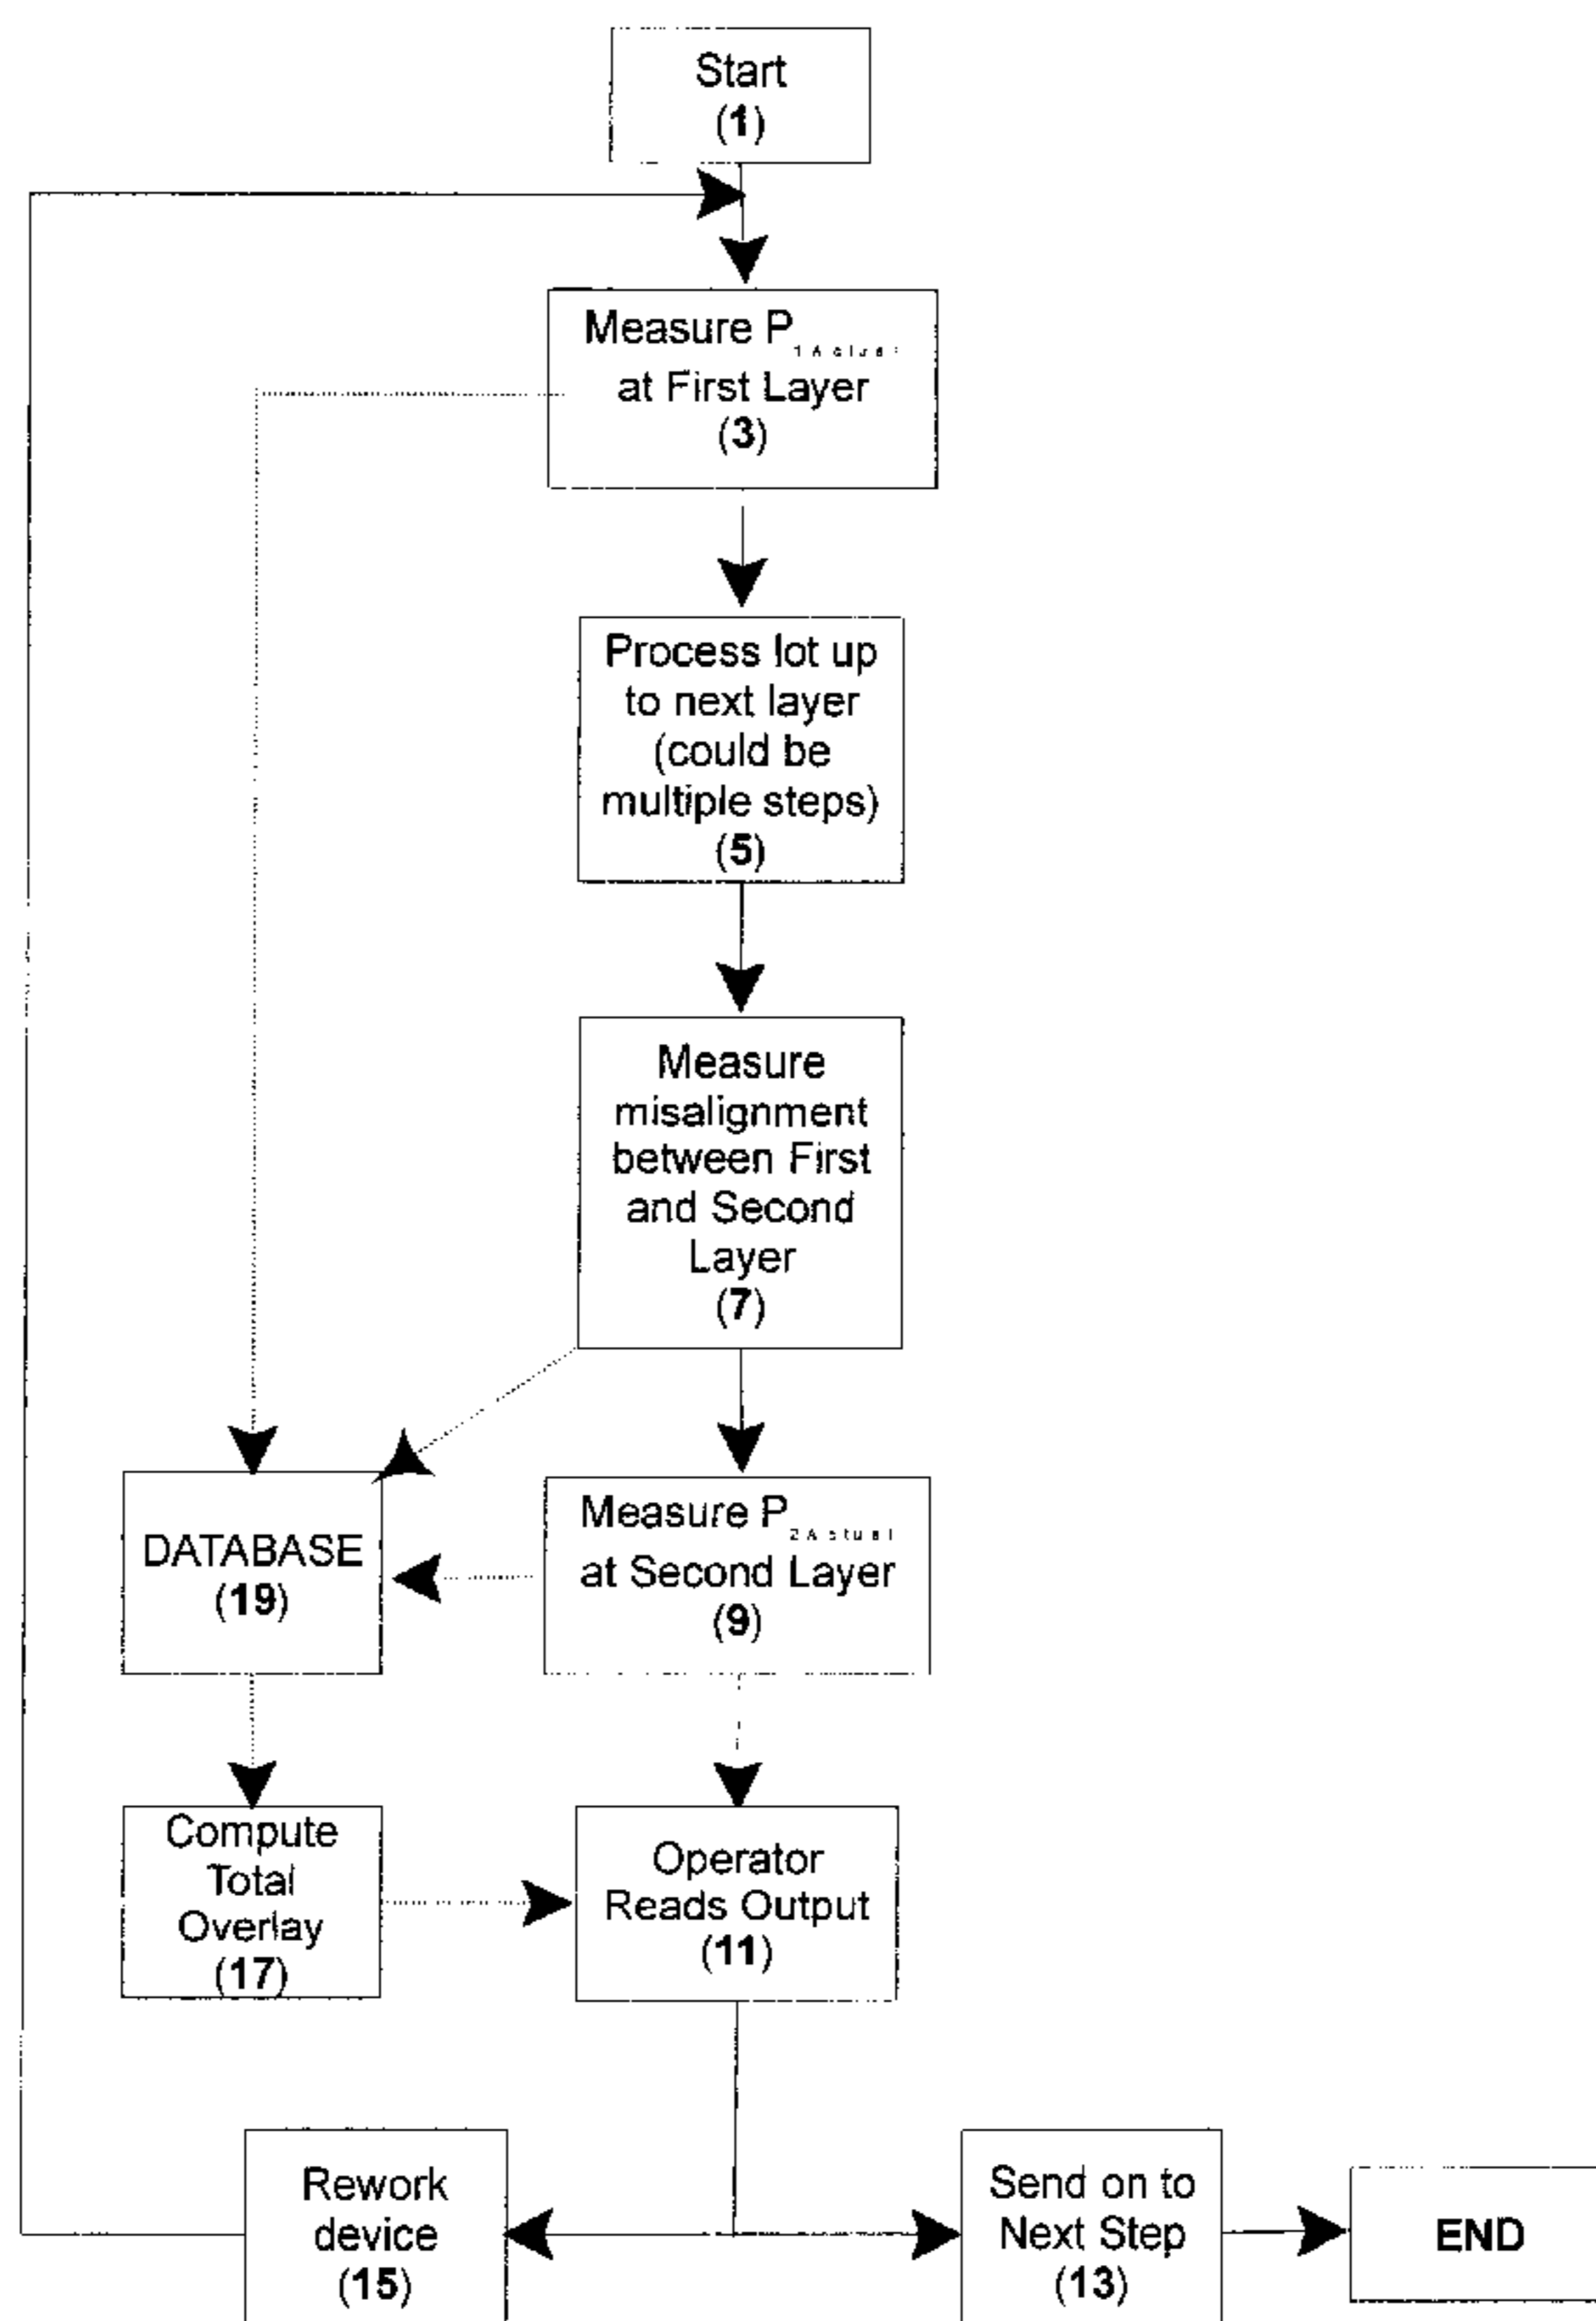 Start
(1)
Measure P 1Actual
at First Layer
(3)
Process lot up
to next layer
(could be
multiple steps)
(5)
Measure
misalignment
between First
and Second
Layer
(7)
DATABASE
(19)
Measure P 2Actual
at Second Layer
(9)
Compute
Total
Overlay
(17)
Operator
Reads Output
(11)
Rework
device
(15)
Send on to
Next Step
(13)
END